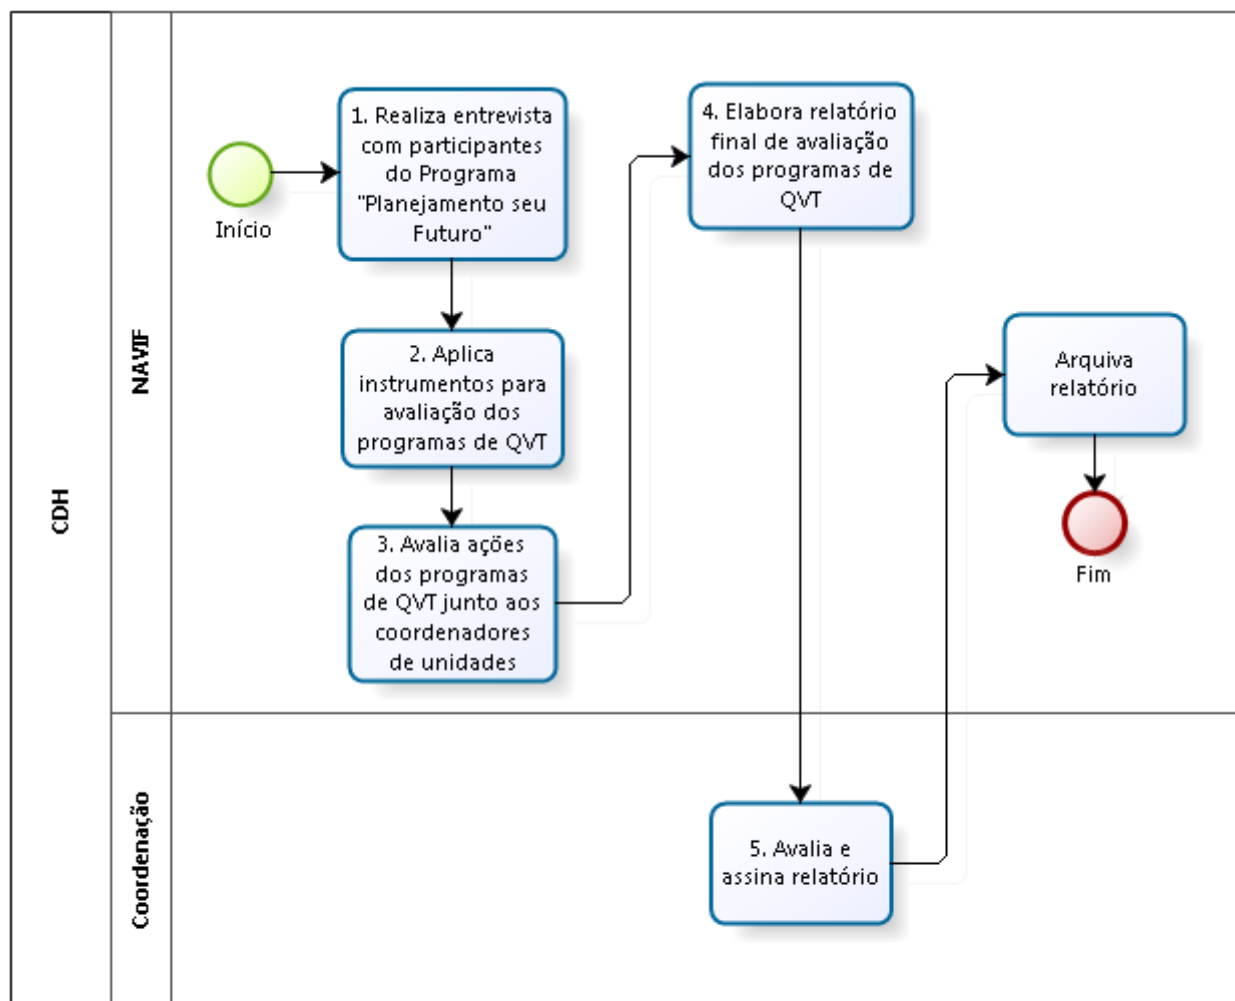 CDH
NAVIF
Início
1. Realiza entrevista
com participantes
do Programa
"Planejamento seu
Futuro"
2. Aplica
instrumentos para
avaliação dos
programas de QVT
3. Avalia ações
dos programas
de QVT junto aos
coordenadores
de unidades
4. Elabora relatório
final de avaliação
dos programas de
QVT
Arquiva
relatório
Fim
Coordenação
5. Avalia e
assina relatório